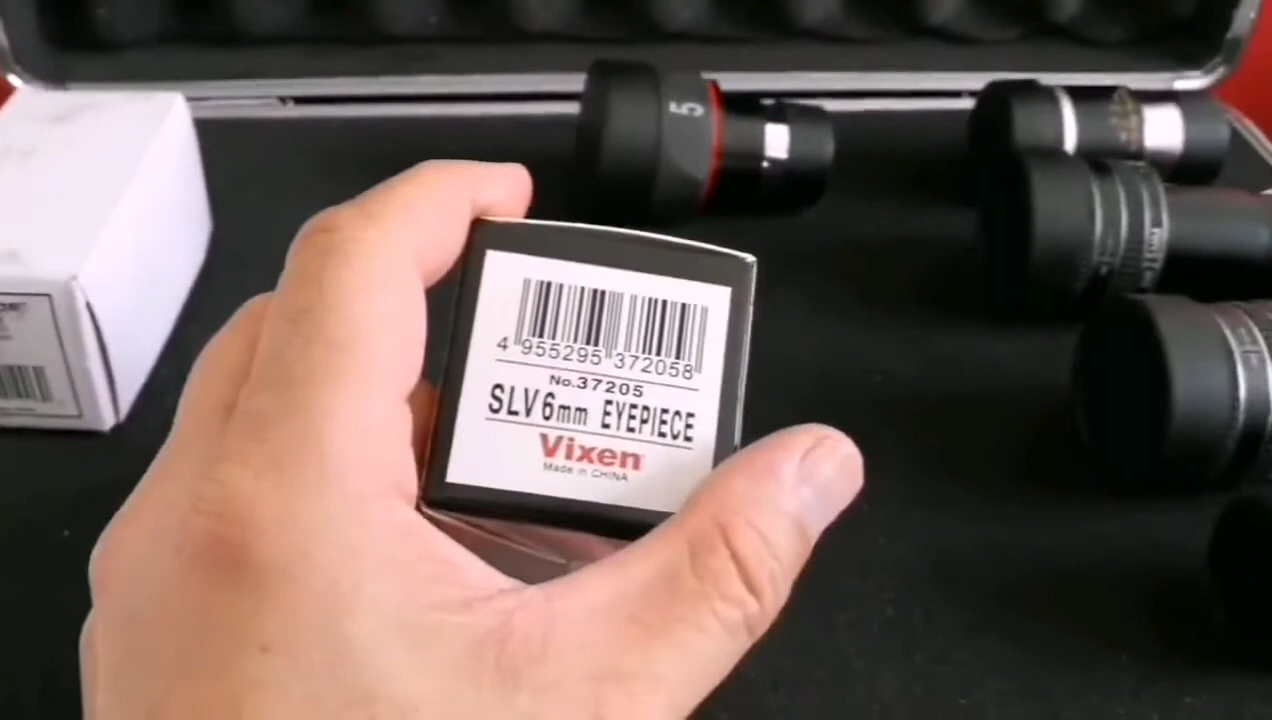 5
4 955295 372058
No.37205
SLV 6mm EYEPIECE
Vixen
Made in CHINA